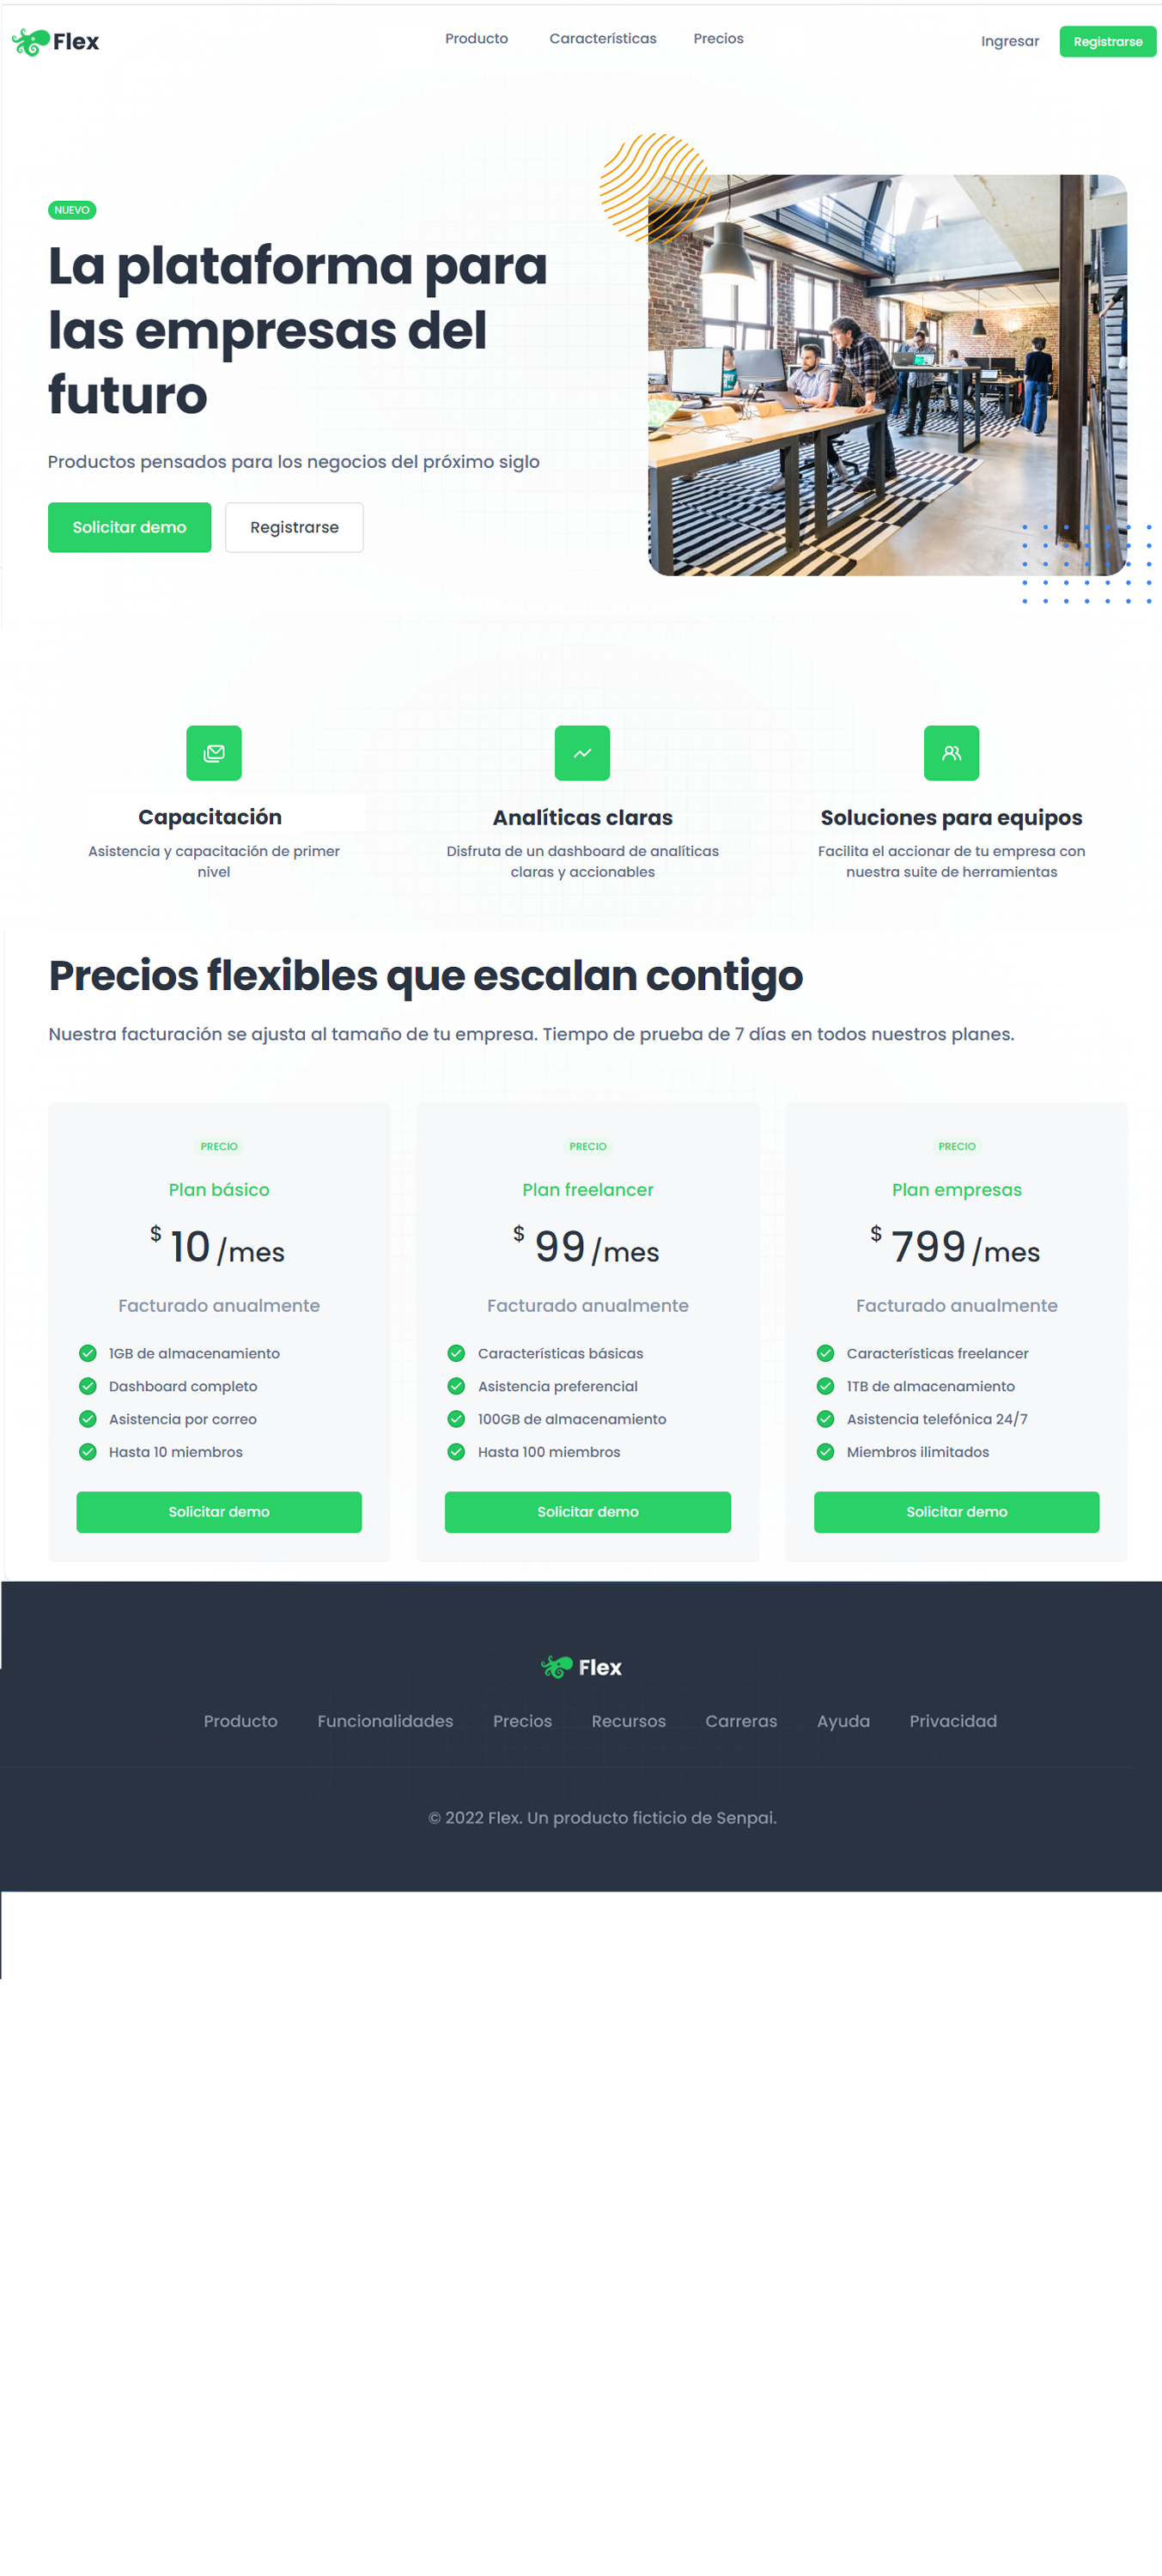 Flex
Producto Características Precios
Ingresar Registrarse
NUEVO
La plataforma para
las empresas del
futuro
Productos pensados para los negocios del próximo siglo
Solicitar demo Registrarse
Capacitación
Asistencia y capacitación de primer
nivel
Analíticas claras
Disfruta de un dashboard de analíticas
claras y accionables
Soluciones para equipos
Facilita el accionar de tu empresa con
nuestra suite de herramientas
Precios flexibles que escalan contigo
Nuestra facturación se ajusta al tamaño de tu empresa. Tiempo de prueba de 7 días en todos nuestros planes.
PRECIO
Plan básico
$ 10 /mes
Facturado anualmente
1GB de almacenamiento
Dashboard completo
Asistencia por correo
Hasta 10 miembros
Solicitar demo
PRECIO
Plan freelancer
$ 99 /mes
Facturado anualmente
Características básicas
Asistencia preferencial
100GB de almacenamiento
Hasta 100 miembros
Solicitar demo
PRECIO
Plan empresas
$ 799 /mes
Facturado anualmente
Características freelancer
1TB de almacenamiento
Asistencia telefónica 24/7
Miembros ilimitados
Solicitar demo
Flex
Producto Funcionalidades Precios Recursos Carreras Ayuda Privacidad
© 2022 Flex. Un producto ficticio de Senpai.